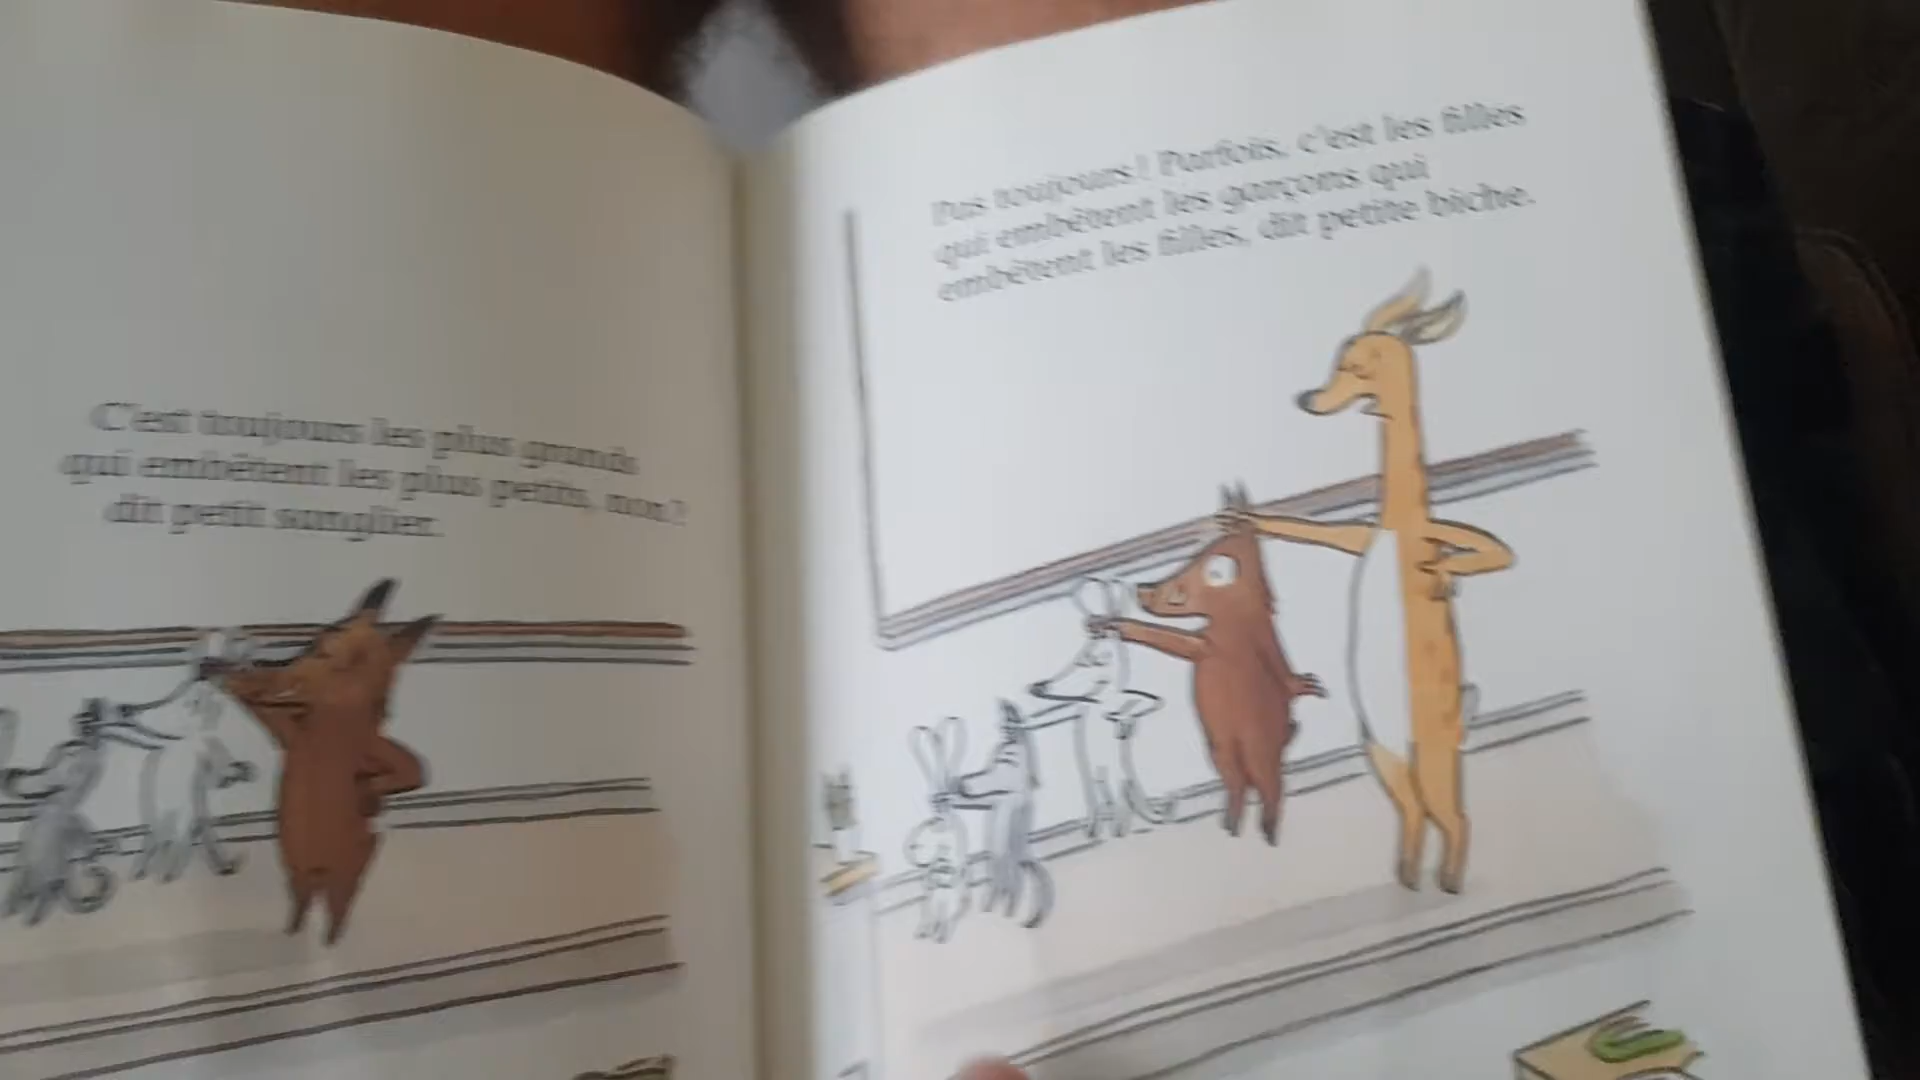 C'est toujours les plus grands
qui embêtent les plus petits, non ?
dit petit sanglier.
Pas toujours ! Parfois, c'est les filles
qui embêtent les garçons qui
embêtent les filles, dit petite biche.